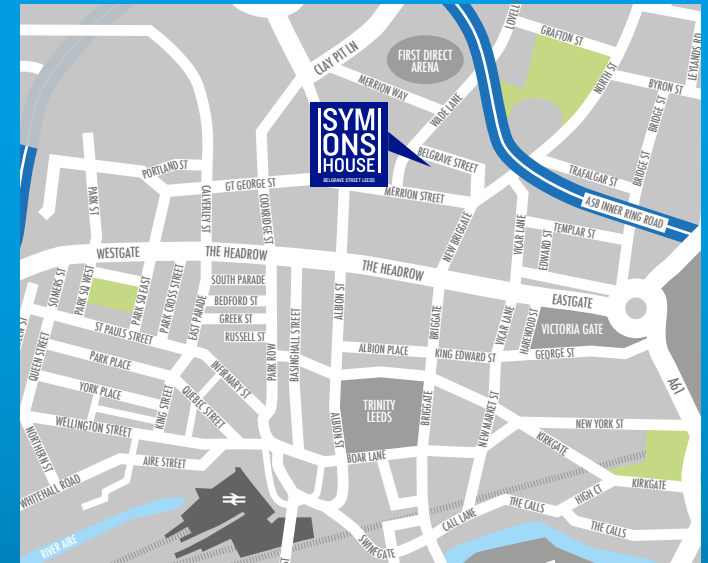 LOVELL
GRAFTON ST
LEYLANDS RD
CLAY PIT LN
FIRST DIRECT
ARENA
MERRION WAY
NORTH ST
BYRON ST
WADE LANE
BRIDGE ST
SYM
ONS
HOUSE
BELGRAVE STREET LEEDS
BELGRAVE STREET
BRIDGE ST
PORTLAND ST
TRAFALGAR ST
GT GEORGE ST
MERRION STREET
PARK ST
CALVERLEY ST
COOKRIDGE ST
A58 INNER RING ROAD
NEW BRIGGATE
VICAR LANE
EDWARD ST
TEMPLAR ST
WESTGATE
THE HEADROW
THE HEADROW
SOMERS ST
PARK SQ WEST
PARK SQ EAST
PARK CROSS STREET
EAST PARADE
SOUTH PARADE
BEDFORD ST
GREEK ST
RUSSELL ST
ALBION ST
EASTGATE
BRIGGATE
VICAR LANE
HAREWOOD ST
VICTORIA GATE
QUEEN STREET
ST PAULS STREET
PARK ROW
BASINGHALL STREET
ALBION PLACE
KING EDWARD ST
GEORGE ST
PARK PLACE
INFIRMARY ST
A61
YORK PLACE
KING STREET
QUEBEC STREET
TRINITY
LEEDS
BRIGGATE
NEW MARKET ST
WELLINGTON STREET
ALBION ST
NEW YORK ST
NORTHERN ST
KIRKGATE
AIRE STREET
BOAR LANE
WHITEHALL ROAD
HIGH CT
KIRKGATE
THE CALLS
CALL LANE
THE CALLS
RIVER AIRE
SWINEGATE